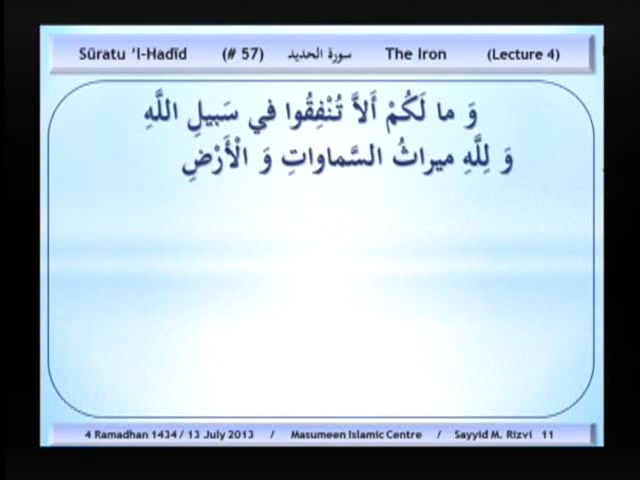 Sūratu 'l-Hadīd (# 57) سورة الحديد The Iron (Lecture 4)
وَ ما لَكُمْ أَلاَّ تُنْفِقُوا في سَبيلِ اللَّهِ
وَ لِلَّهِ ميراثُ السَّماواتِ وَ الْأَرْضِ
4 Ramadhan 1434 / 13 July 2013 / Masumeen Islamic Centre / Sayyid M. Rizvi 11